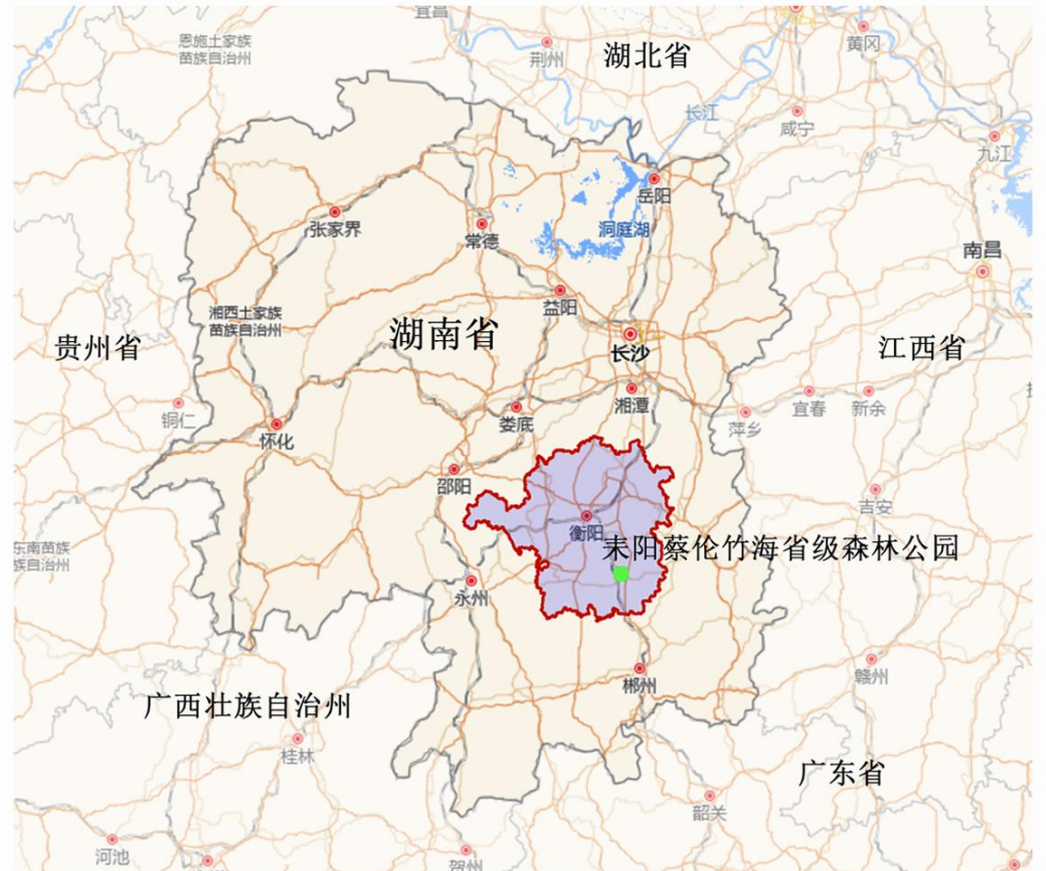 宜昌
恩施土家族
苗族自治州
荆州
湖北省
黄冈
长江
咸宁
九江
岳阳
张家界
常德
洞庭湖
南昌
益阳
湘西土家族
苗族自治州
湖南省
长沙
贵州省
江西省
湘潭
铜仁
宜春
新余
娄底
萍乡
怀化
邵阳
吉安
衡阳
耒阳蔡伦竹海省级森林公园
东南苗族
族自治州
永州
赣州
郴州
广西壮族自治州
桂林
广东省
韶关
河池
贺州